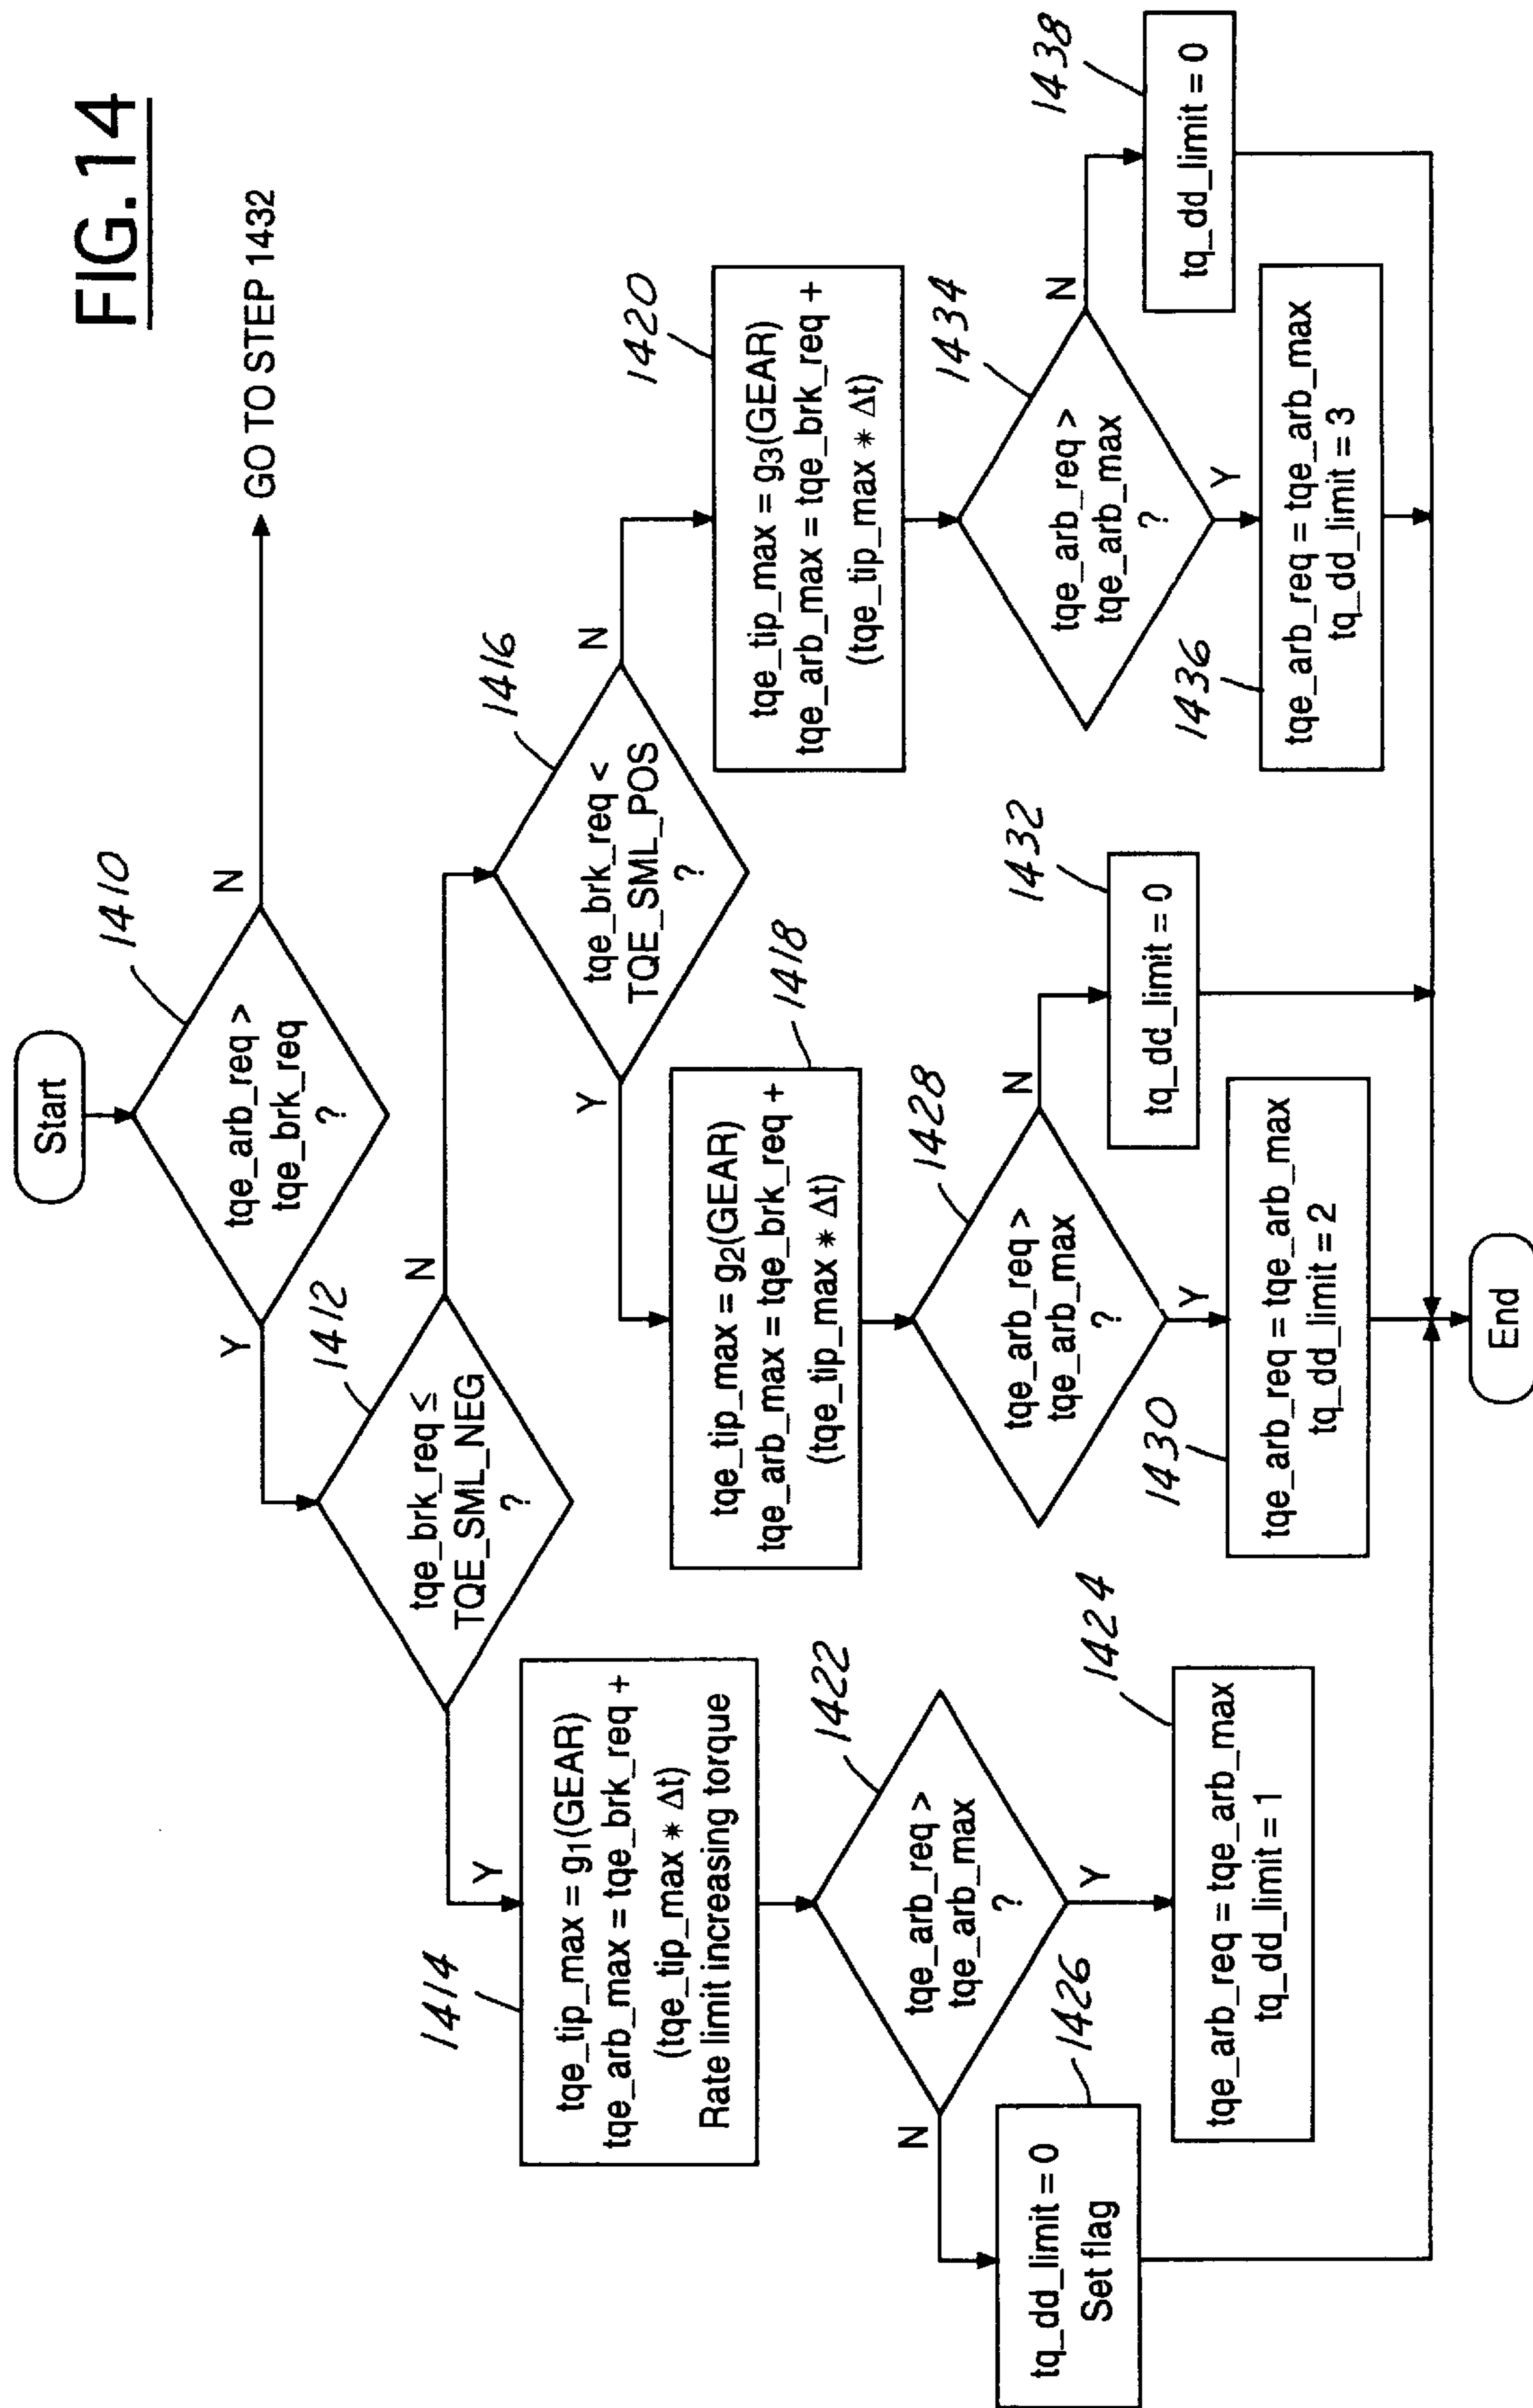 FIG.14
Start
1410
tqe_arb_req >
tqe_brk_req
?
Y
N
GO TO STEP 1432
1412
tqe_brk_req ≤
TQE_SML_NEG
?
Y
N
1416
tqe_brk_req <
TQE_SML_POS
?
Y
N
1414
tqe_tip_max = g1(GEAR)
tqe_arb_max = tqe_brk_req +
(tqe_tip_max * Δt)
Rate limit increasing torque
1418
tqe_tip_max = g2(GEAR)
tqe_arb_max = tqe_brk_req +
(tqe_tip_max * Δt)
1420
tqe_tip_max = g3(GEAR)
tqe_arb_max = tqe_brk_req +
(tqe_tip_max * Δt)
1422
tqe_arb_req >
tqe_arb_max
?
N
Y
1428
tqe_arb_req >
tqe_arb_max
?
N
Y
1434
tqe_arb_req >
tqe_arb_max
?
N
Y
1426
tq_dd_limit = 0
Set flag
1424
tqe_arb_req = tqe_arb_max
tq_dd_limit = 1
1430
tqe_arb_req = tqe_arb_max
tq_dd_limit = 2
1432
tq_dd_limit = 0
1436
tqe_arb_req = tqe_arb_max
tq_dd_limit = 3
1438
tq_dd_limit = 0
End